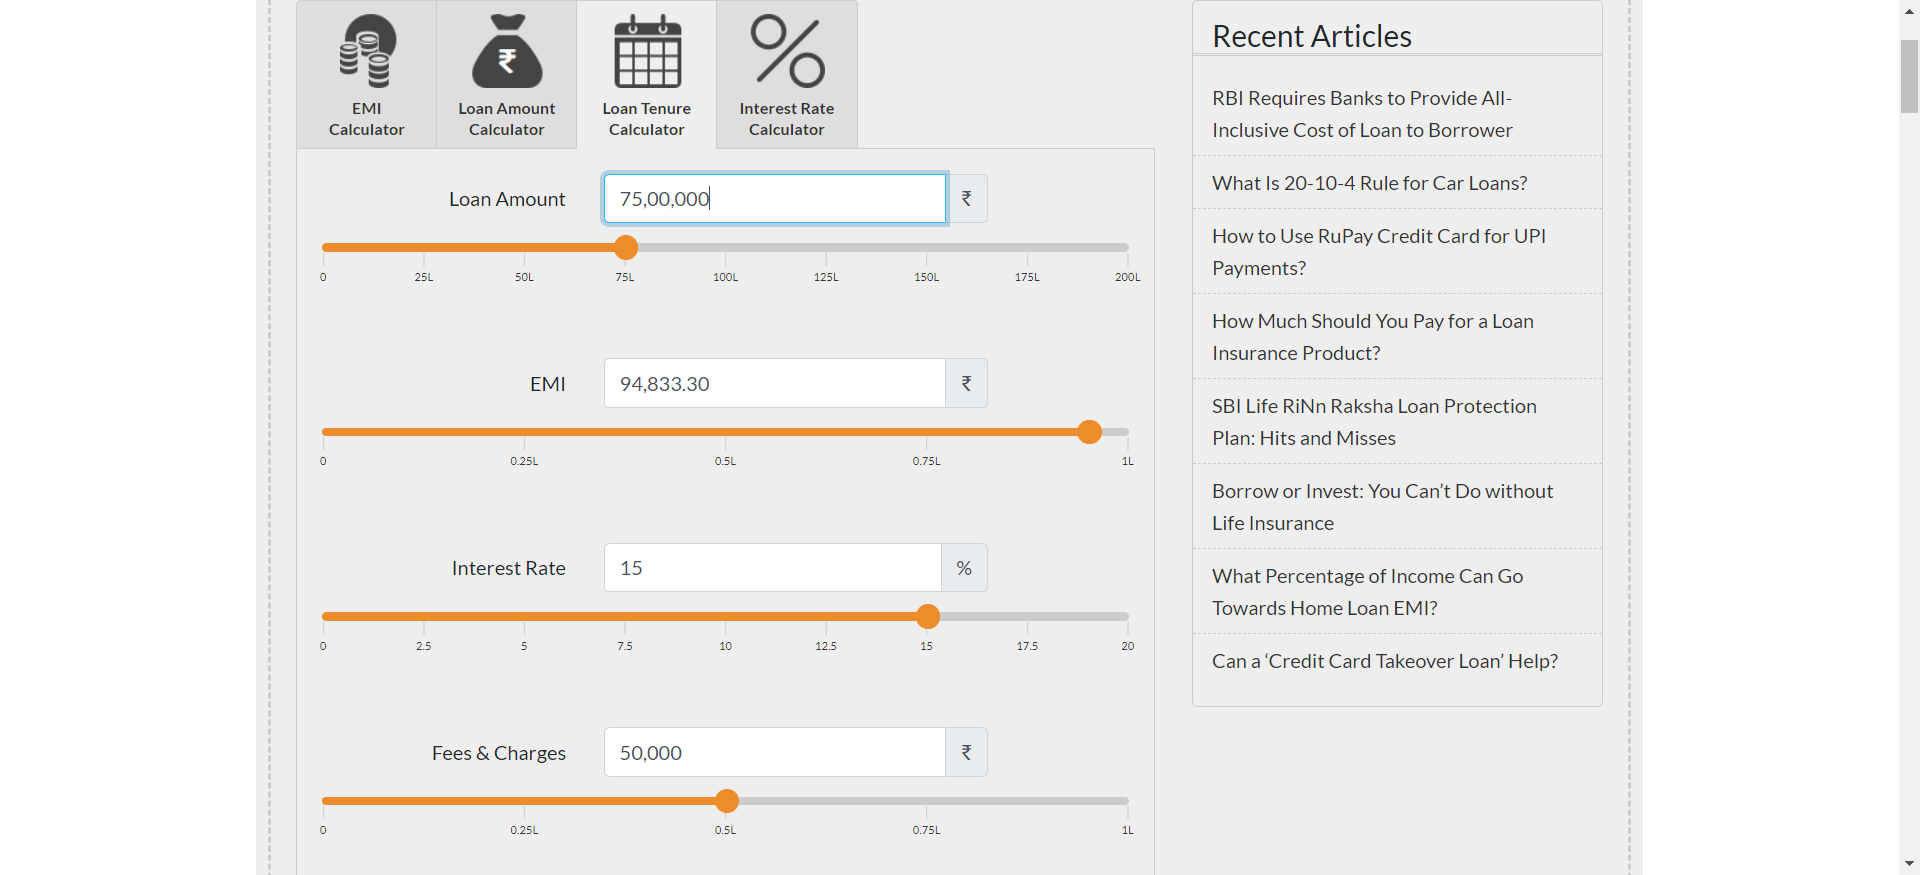 EMI
Calculator
Loan Amount
Calculator
Loan Tenure
Calculator
Interest Rate
Calculator
Loan Amount
75,00,000
₹
0 25L 50L 75L 100L 125L 150L 175L 200L
EMI
94,833.30
₹
0 0.25L 0.5L 0.75L 1L
Interest Rate
15
%
0 2.5 5 7.5 10 12.5 15 17.5 20
Fees & Charges
50,000
₹
0 0.25L 0.5L 0.75L 1L
Recent Articles
RBI Requires Banks to Provide All-
Inclusive Cost of Loan to Borrower
What Is 20-10-4 Rule for Car Loans?
How to Use RuPay Credit Card for UPI
Payments?
How Much Should You Pay for a Loan
Insurance Product?
SBI Life RiNn Raksha Loan Protection
Plan: Hits and Misses
Borrow or Invest: You Can’t Do without
Life Insurance
What Percentage of Income Can Go
Towards Home Loan EMI?
Can a ‘Credit Card Takeover Loan’ Help?